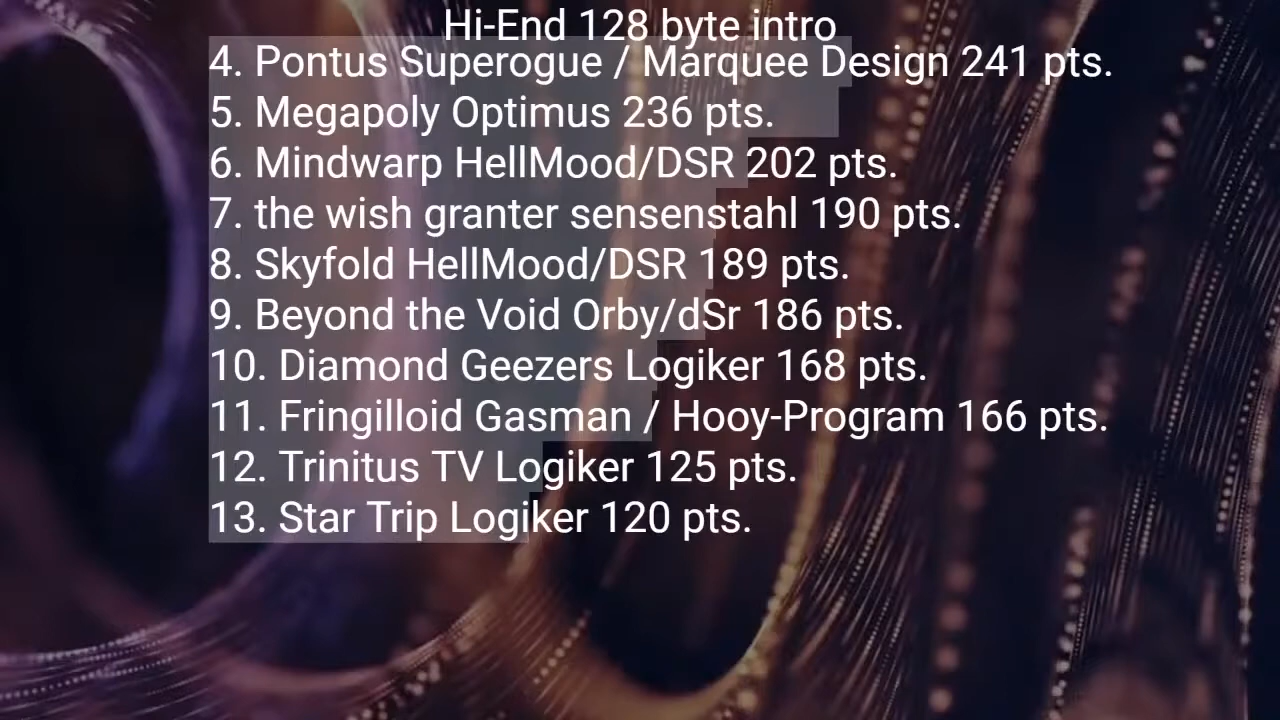 Hi-End 128 byte intro
4. Pontus Superogue / Marquee Design 241 pts.
5. Megapoly Optimus 236 pts.
6. Mindwarp HellMood/DSR 202 pts.
7. the wish granter sensenstahl 190 pts.
8. Skyfold HellMood/DSR 189 pts.
9. Beyond the Void Orby/dSr 186 pts.
10. Diamond Geezers Logiker 168 pts.
11. Fringilloid Gasman / Hooy-Program 166 pts.
12. Trinitus TV Logiker 125 pts.
13. Star Trip Logiker 120 pts.